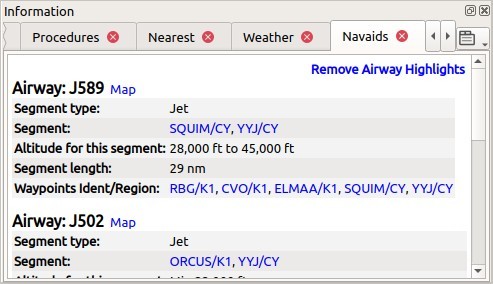 Information
Procedures Nearest Weather Navaids
Remove Airway Highlights
Airway: J589 Map
Segment type: Jet
Segment: SQUIM/CY, YYJ/CY
Altitude for this segment: 28,000 ft to 45,000 ft
Segment length: 29 nm
Waypoints Ident/Region: RBG/K1, CVO/K1, ELMAA/K1, SQUIM/CY, YYJ/CY
Airway: J502 Map
Segment type: Jet
Segment: ORCUS/K1, YYJ/CY